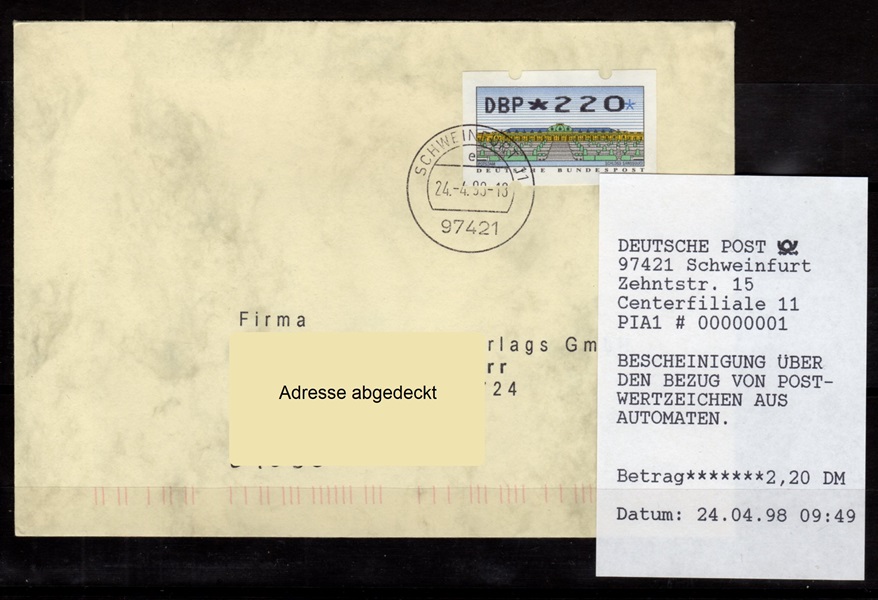 DBP*220*
DEUTSCHE BUNDESPOST
SCHWEINFURT 11
e
24.-4.98-18
97421
Firma
rlags Gm
rr
24
Adresse abgedeckt
DEUTSCHE POST
97421 Schweinfurt
Zehntstr. 15
Centerfiliale 11
PIA1 # 00000001
BESCHEINIGUNG ÜBER
DEN BEZUG VON POST-
WERTZEICHEN AUS
AUTOMATEN.
Betrag*******2,20 DM
Datum: 24.04.98 09:49